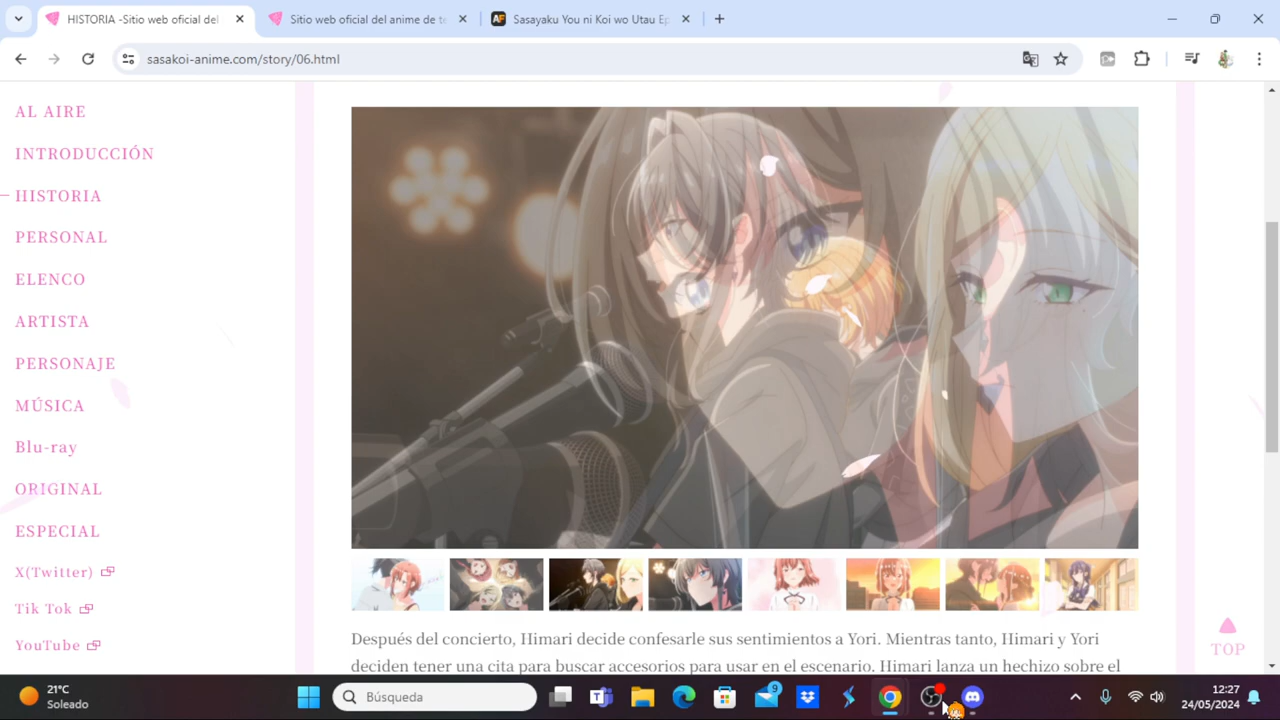 HISTORIA -Sitio web oficial del
Sitio web oficial del anime de te
AF
Sasayaku You ni Koi wo Utau Ep
sasakoi-anime.com/story/06.html
AL AIRE
INTRODUCCIÓN
HISTORIA
PERSONAL
ELENCO
ARTISTA
PERSONAJE
MÚSICA
Blu-ray
ORIGINAL
ESPECIAL
X(Twitter)
Tik Tok
YouTube
Después del concierto, Himari decide confesarle sus sentimientos a Yori. Mientras tanto, Himari y Yori
deciden tener una cita para buscar accesorios para usar en el escenario. Himari lanza un hechizo sobre el
TOP
21°C
Soleado
Búsqueda
9
12:27
24/05/2024